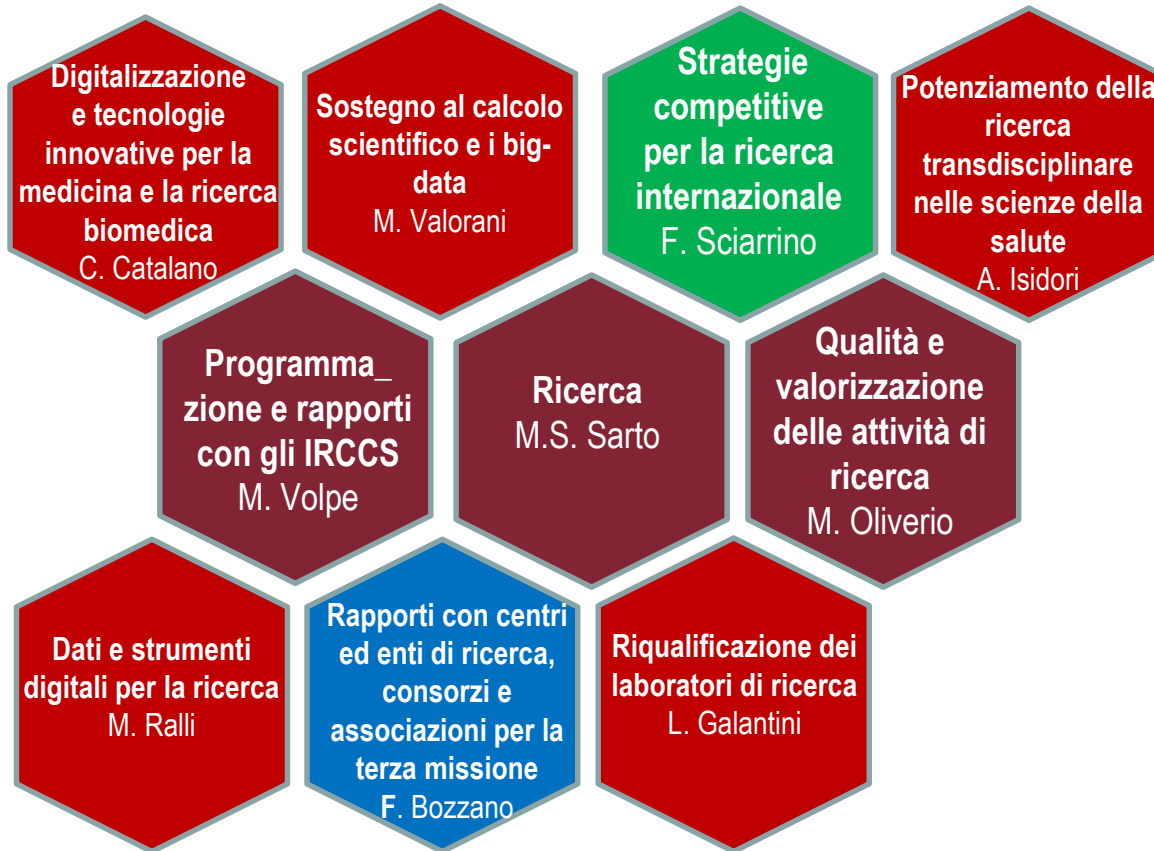 Digitalizzazione
e tecnologie
innovative per la
medicina e la ricerca
biomedica
C. Catalano
Sostegno al calcolo
scientifico e i big-
data
M. Valorani
Strategie
competitive
per la ricerca
internazionale
F. Sciarrino
Potenziamento della
ricerca
transdisciplinare
nelle scienze della
salute
A. Isidori
Programma_
zione e rapporti
con gli IRCCS
M. Volpe
Ricerca
M.S. Sarto
Qualità e
valorizzazione
delle attività di
ricerca
M. Oliverio
Dati e strumenti
digitali per la ricerca
M. Ralli
Rapporti con centri
ed enti di ricerca,
consorzi e
associazioni per la
terza missione
F. Bozzano
Riqualificazione dei
laboratori di ricerca
L. Galantini